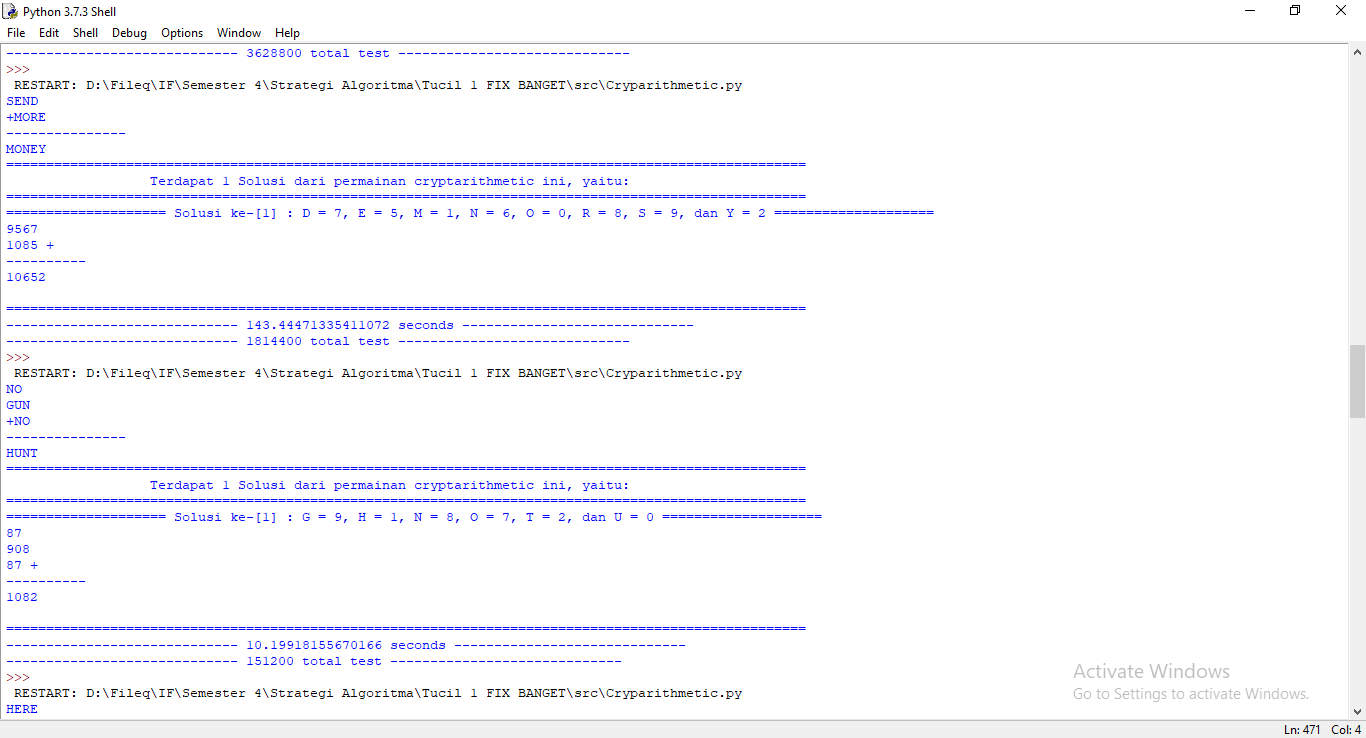 Python 3.7.3 Shell
File Edit Shell Debug Options Window Help
----------------------------- 3628800 total test -----------------------------
>>>
RESTART: D:\Fileq\IF\Semester 4\Strategi Algoritma\Tucil 1 FIX BANGET\src\Cryparithmetic.py
SEND
+MORE
---------------
MONEY
====================================================================================================
Terdapat 1 Solusi dari permainan cryptarithmetic ini, yaitu:
====================================================================================================
==================== Solusi ke-[1] : D = 7, E = 5, M = 1, N = 6, O = 0, R = 8, S = 9, dan Y = 2 ====================
9567
1085 +
----------
10652
====================================================================================================
----------------------------- 143.44471335411072 seconds -----------------------------
----------------------------- 1814400 total test -----------------------------
>>>
RESTART: D:\Fileq\IF\Semester 4\Strategi Algoritma\Tucil 1 FIX BANGET\src\Cryparithmetic.py
NO
GUN
+NO
---------------
HUNT
====================================================================================================
Terdapat 1 Solusi dari permainan cryptarithmetic ini, yaitu:
====================================================================================================
==================== Solusi ke-[1] : G = 9, H = 1, N = 8, O = 7, T = 2, dan U = 0 ====================
87
908
87 +
----------
1082
====================================================================================================
----------------------------- 10.19918155670166 seconds -----------------------------
----------------------------- 151200 total test -----------------------------
>>>
RESTART: D:\Fileq\IF\Semester 4\Strategi Algoritma\Tucil 1 FIX BANGET\src\Cryparithmetic.py
HERE
Activate Windows
Go to Settings to activate Windows.
Ln: 471 Col: 4